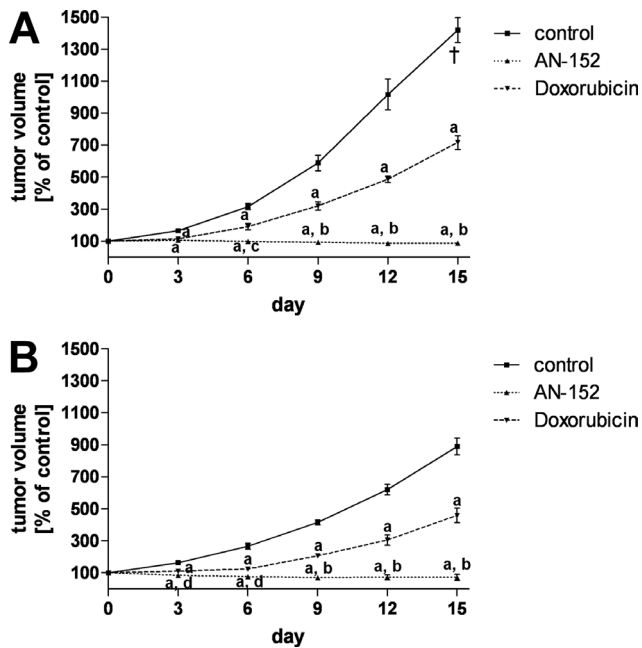 A
tumor volume
[% of control]
1500
1300
1100
900
700
500
300
100
control
AN-152
Doxorubicin
†
a
a
a
a
a
a
a, c
a, b
a, b
a, b
0
3
6
9
12
15
day
B
tumor volume
[% of control]
1500
1300
1100
900
700
500
300
100
control
AN-152
Doxorubicin
a
a
a
a
a
a, d
a, d
a, b
a, b
a, b
0
3
6
9
12
15
day